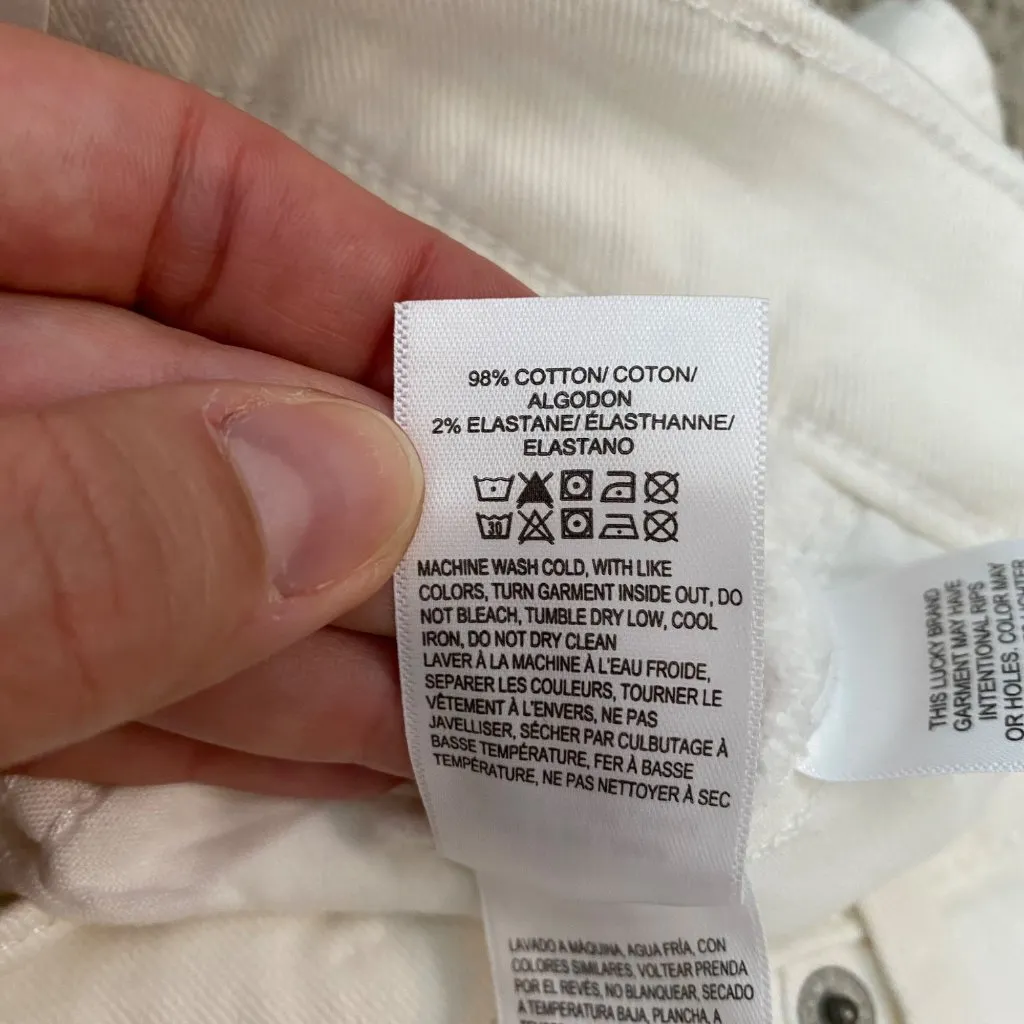 98% COTTON/ COTON/
ALGODON
2% ELASTANE/ ÉLASTHANNE/
ELASTANO
30
MACHINE WASH COLD, WITH LIKE
COLORS, TURN GARMENT INSIDE OUT, DO
NOT BLEACH, TUMBLE DRY LOW, COOL
IRON, DO NOT DRY CLEAN
LAVER À LA MACHINE À L'EAU FROIDE,
SEPARER LES COULEURS, TOURNER LE
VÊTEMENT À L'ENVERS, NE PAS
JAVELLISER, SÉCHER PAR CULBUTAGE À
BASSE TEMPÉRATURE, FER À BASSE
TEMPÉRATURE, NE PAS NETTOYER À SEC
LAVADO A MÁQUINA, AGUA FRÍA, CON
COLORES SIMILARES, VOLTEAR PRENDA
POR EL REVÉS, NO BLANQUEAR, SECADO
A TEMPERATURA BAJA, PLANCHA, A
THIS LUCKY BRAND
GARMENT MAY HAVE
INTENTIONAL RIPS
OR HOLES. COLOR MAY